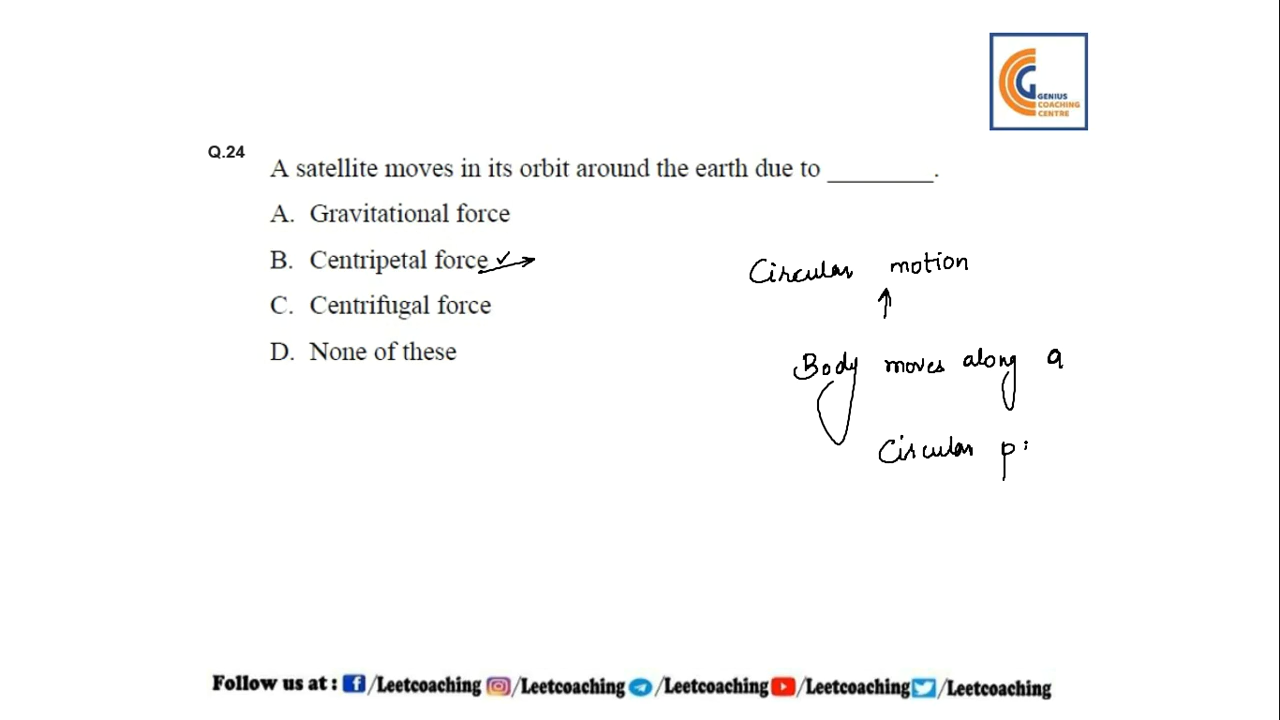 GENIUS
COACHING
CENTRE
Q.24
A satellite moves in its orbit around the earth due to ________.
A. Gravitational force
B. Centripetal force
C. Centrifugal force
D. None of these
Circular motion
Body moves along a
Circular
Follow us at : /Leetcoaching /Leetcoaching /Leetcoaching /Leetcoaching /Leetcoaching